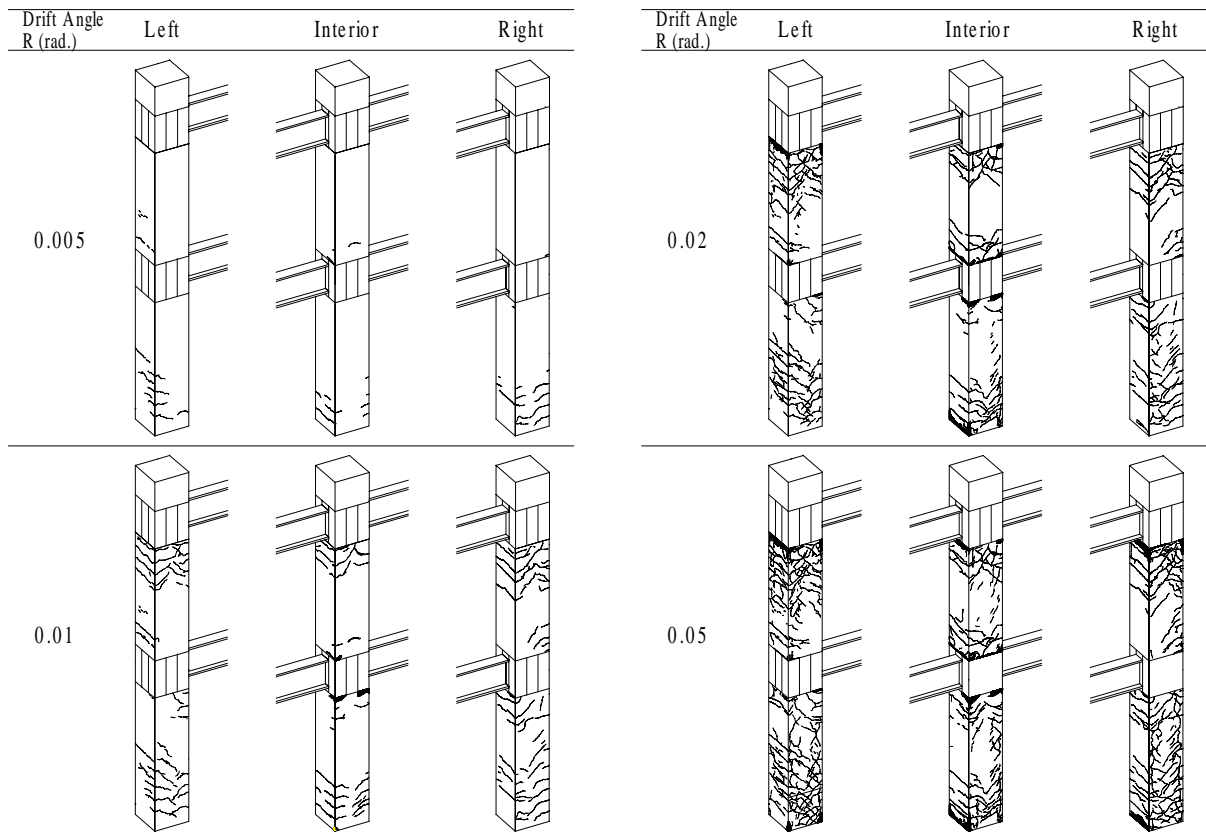 Drift Angle
R (rad.)
Left
Interior
Right
0.005
0.01
Drift Angle
R (rad.)
Left
Interior
Right
0.02
0.05